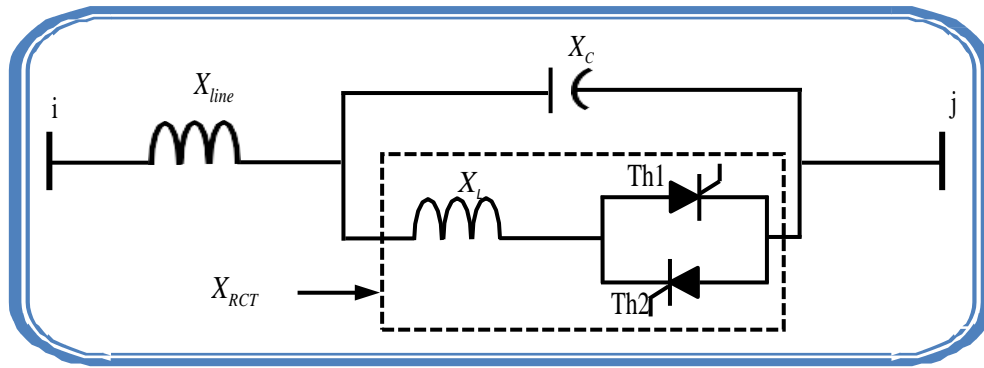 X_C
X_line
i
j
Th1
X_L
X_RCT
Th2